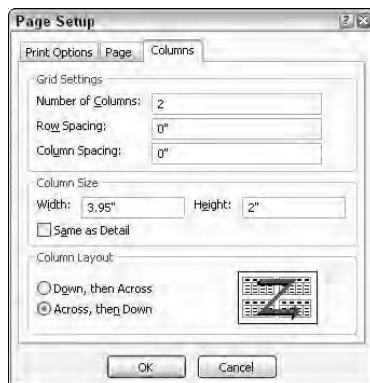 Page Setup
Print Options Page Columns
Grid Settings
Number of Columns: 2
Row Spacing: 0"
Column Spacing: 0"
Column Size
Width: 3.95" Height: 2"
Same as Detail
Column Layout
Down, then Across
Across, then Down
OK Cancel